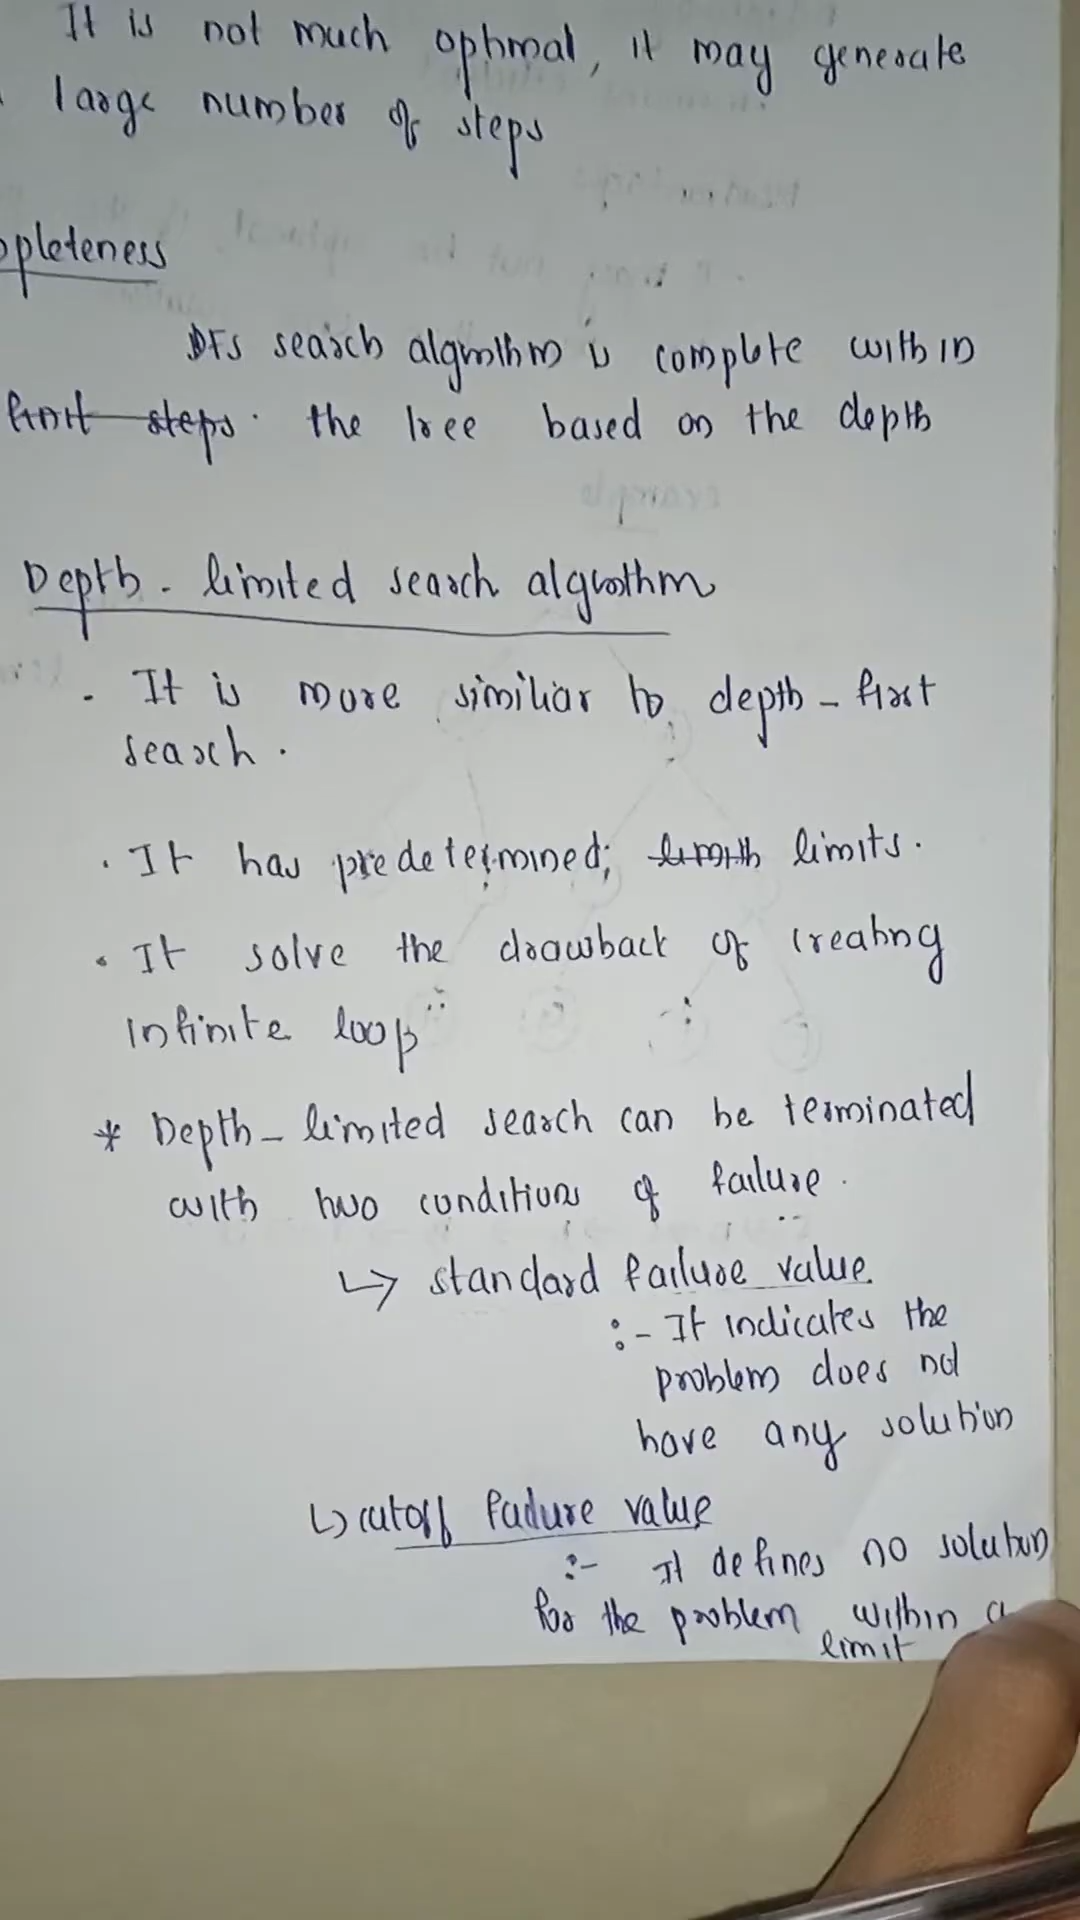 It is not much optimal, it may generate
large number of steps
pleteness
DFS search algorithm is complete within
finit steps. the tree based on the depth
Depth - limited search algorothm
- It is more similiar to depth - first
search.
. It has predetermined; limith limits.
. It solve the drawback of creating
infinite loop
* Depth - limited search can be terminated
with two conditions of failure.
↳ standard failure value.
:- It indicates the
problem does not
have any solution
↳ cutoff failure value
:- It defines no solution
for the problem within a
limit